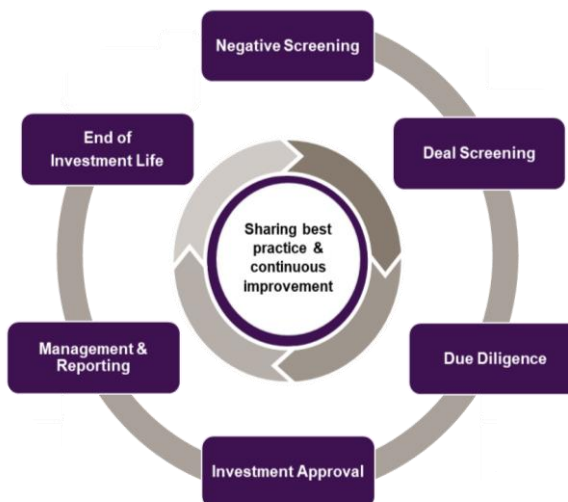 Negative Screening
Deal Screening
Due Diligence
Investment Approval
Management &
Reporting
End of
Investment Life
Sharing best
practice &
continuous
improvement